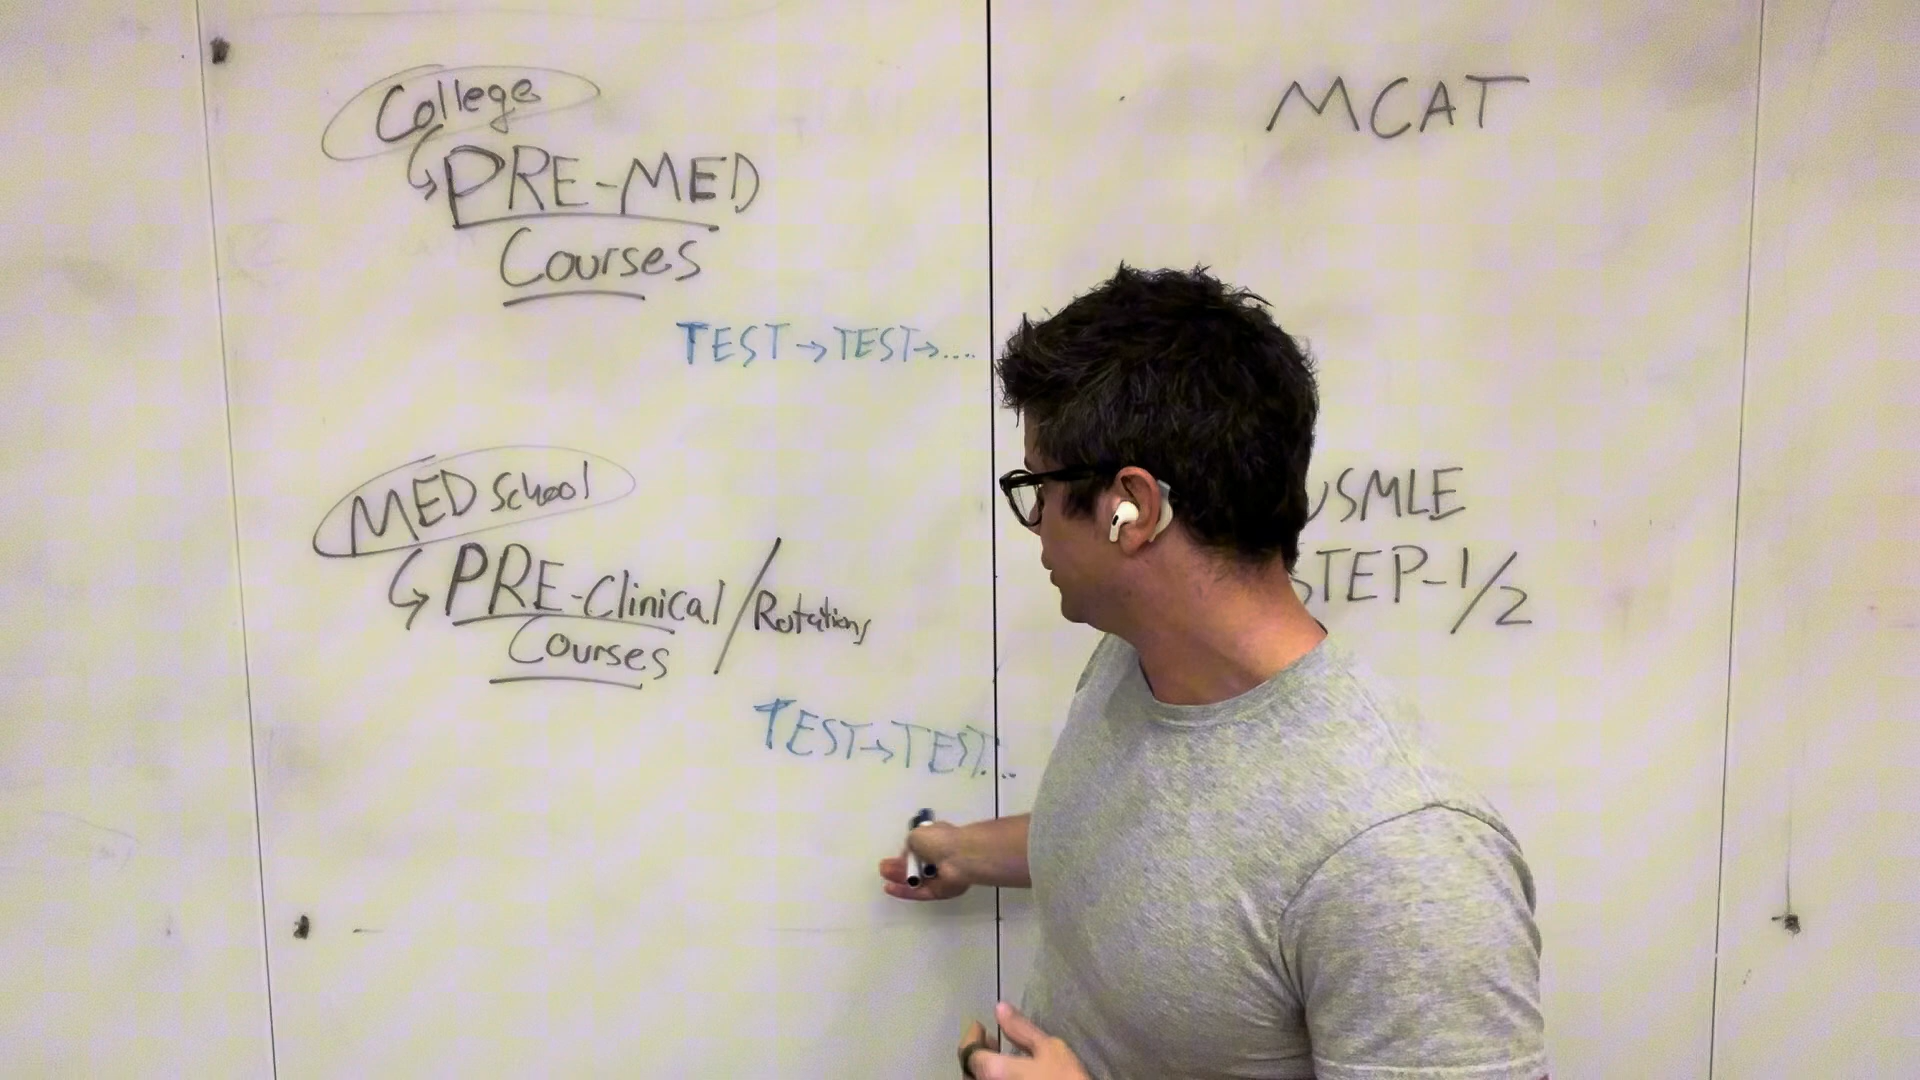 College
PRE-MED
Courses
TEST→TEST→....
MCAT
MED School
PRE-Clinical/Rotations
Courses
TEST→TEST...
USMLE
STEP-1/2